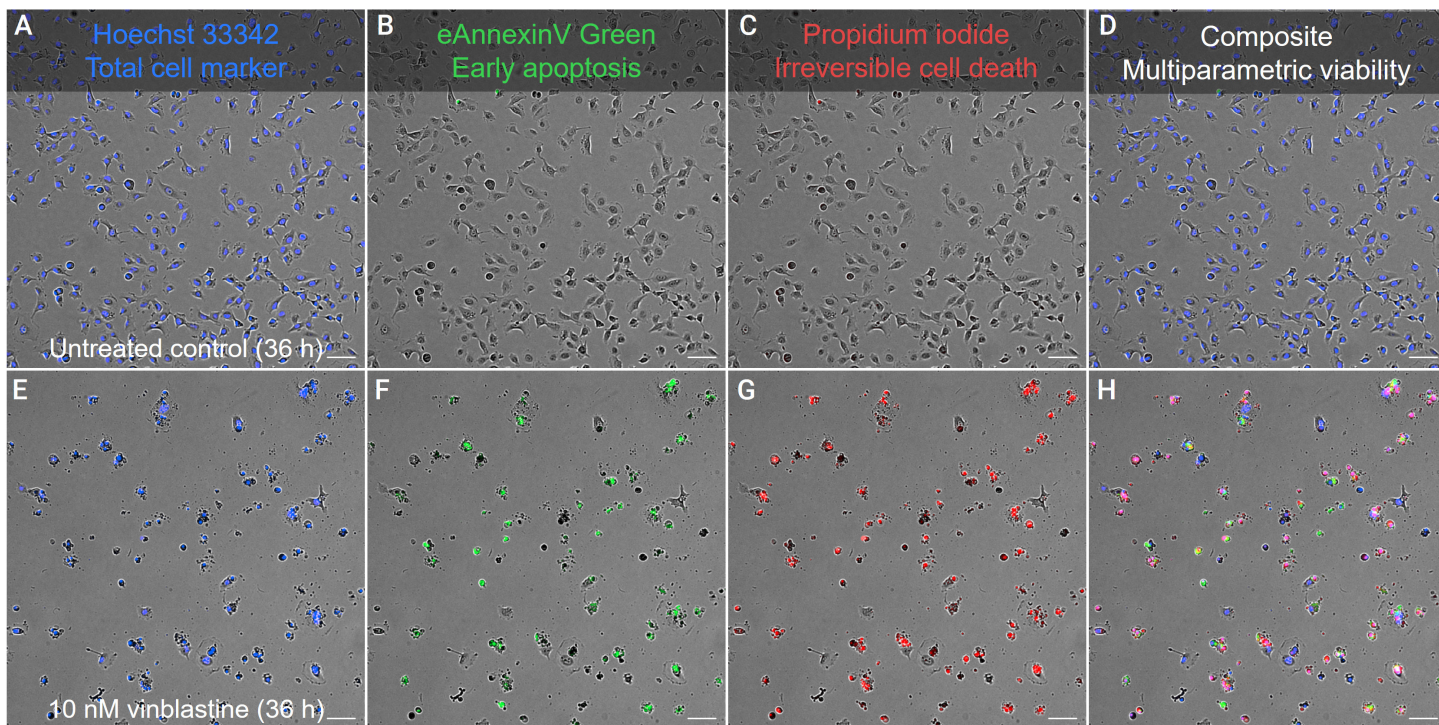 A
Hoechst 33342
Total cell marker
B
eAnnexinV Green
Early apoptosis
C
Propidium iodide
Irreversible cell death
D
Composite
Multiparametric viability
Untreated control (36 h)
E
F
G
H
10 nM vinblastine (36 h)